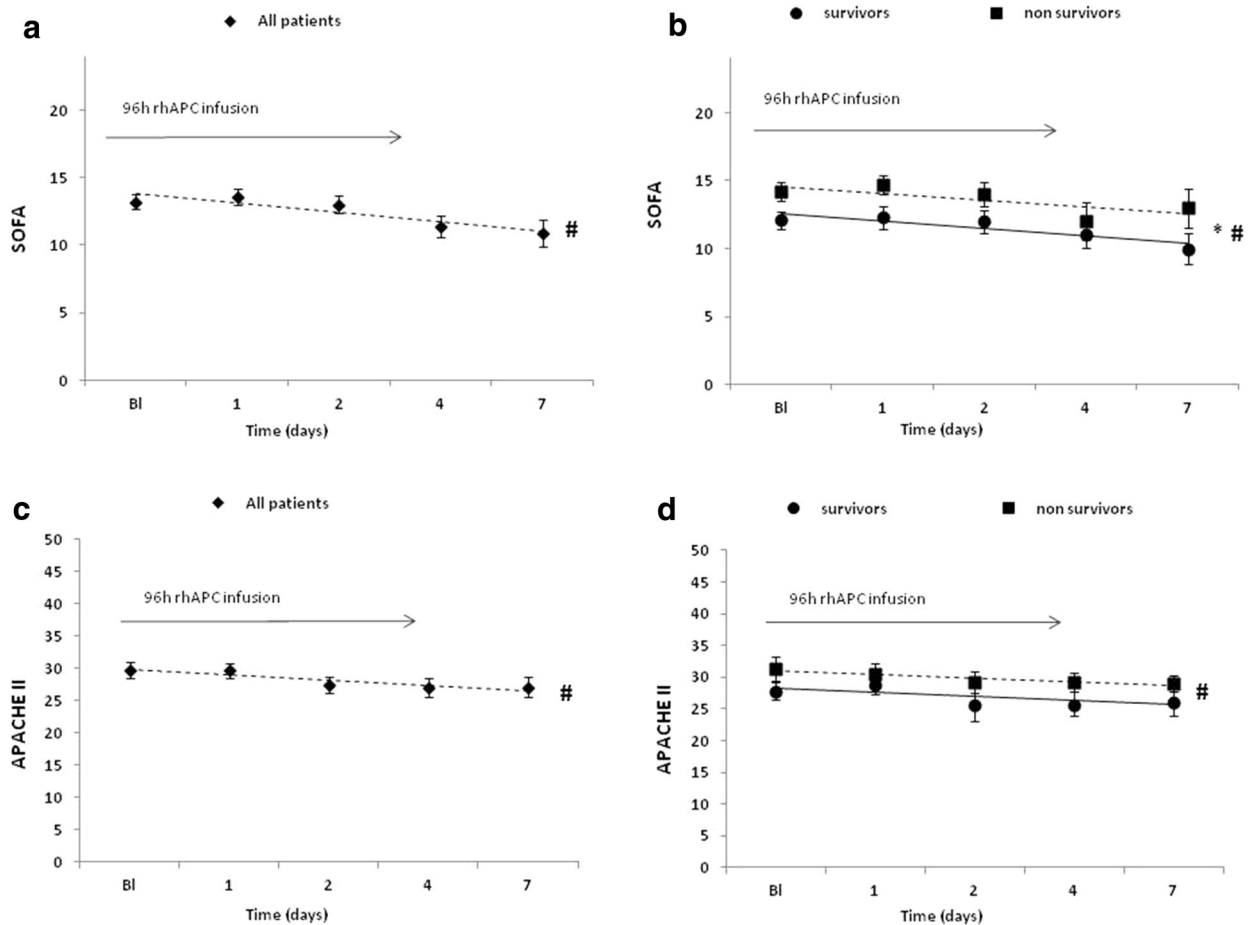 a
All patients
SOFA
20
15
10
5
0
96h rhAPC infusion
#
Bl 1 2 4 7
Time (days)
b
survivors non survivors
SOFA
20
15
10
5
0
96h rhAPC infusion
* #
Bl 1 2 4 7
Time (days)
c
All patients
APACHE II
50
45
40
35
30
25
20
15
10
5
0
96h rhAPC infusion
#
Bl 1 2 4 7
Time (days)
d
survivors non survivors
APACHE II
50
45
40
35
30
25
20
15
10
5
0
96h rhAPC infusion
#
Bl 1 2 4 7
Time (days)